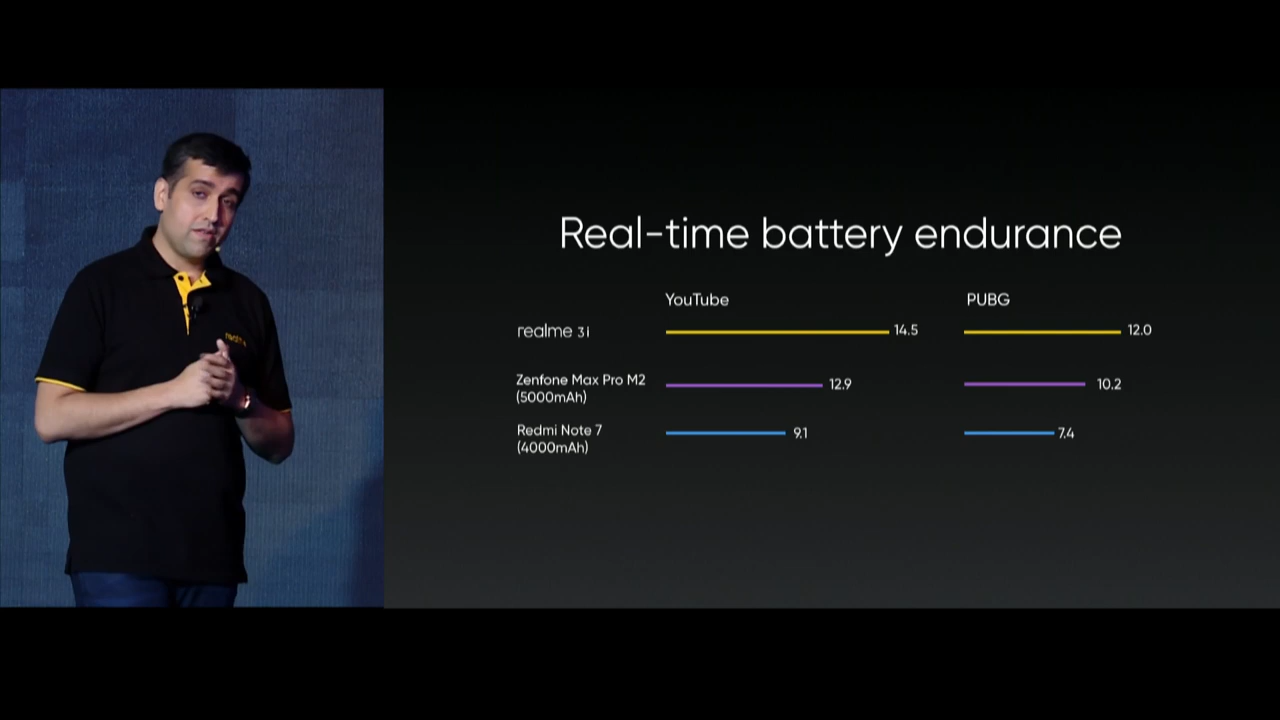 Real-time battery endurance
YouTube PUBG
realme 3i 14.5 12.0
Zenfone Max Pro M2 12.9 10.2
(5000mAh)
Redmi Note 7 9.1 7.4
(4000mAh)